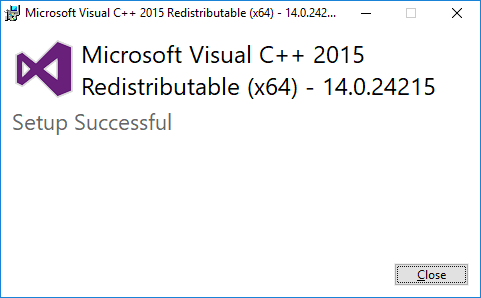 Microsoft Visual C++ 2015 Redistributable (x64) - 14.0.242...
Microsoft Visual C++ 2015
Redistributable (x64) - 14.0.24215
Setup Successful
Close